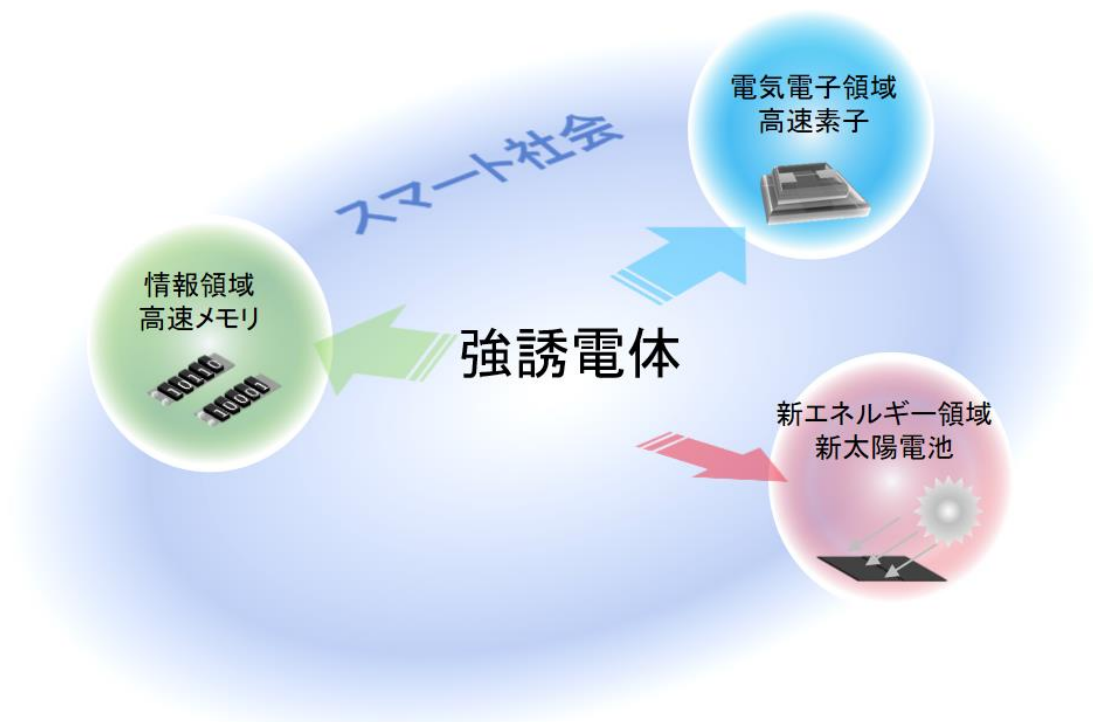 スマート社会
電気電子領域
高速素子
情報領域
高速メモリ
10110
10001
強誘電体
新エネルギー領域
新太陽電池